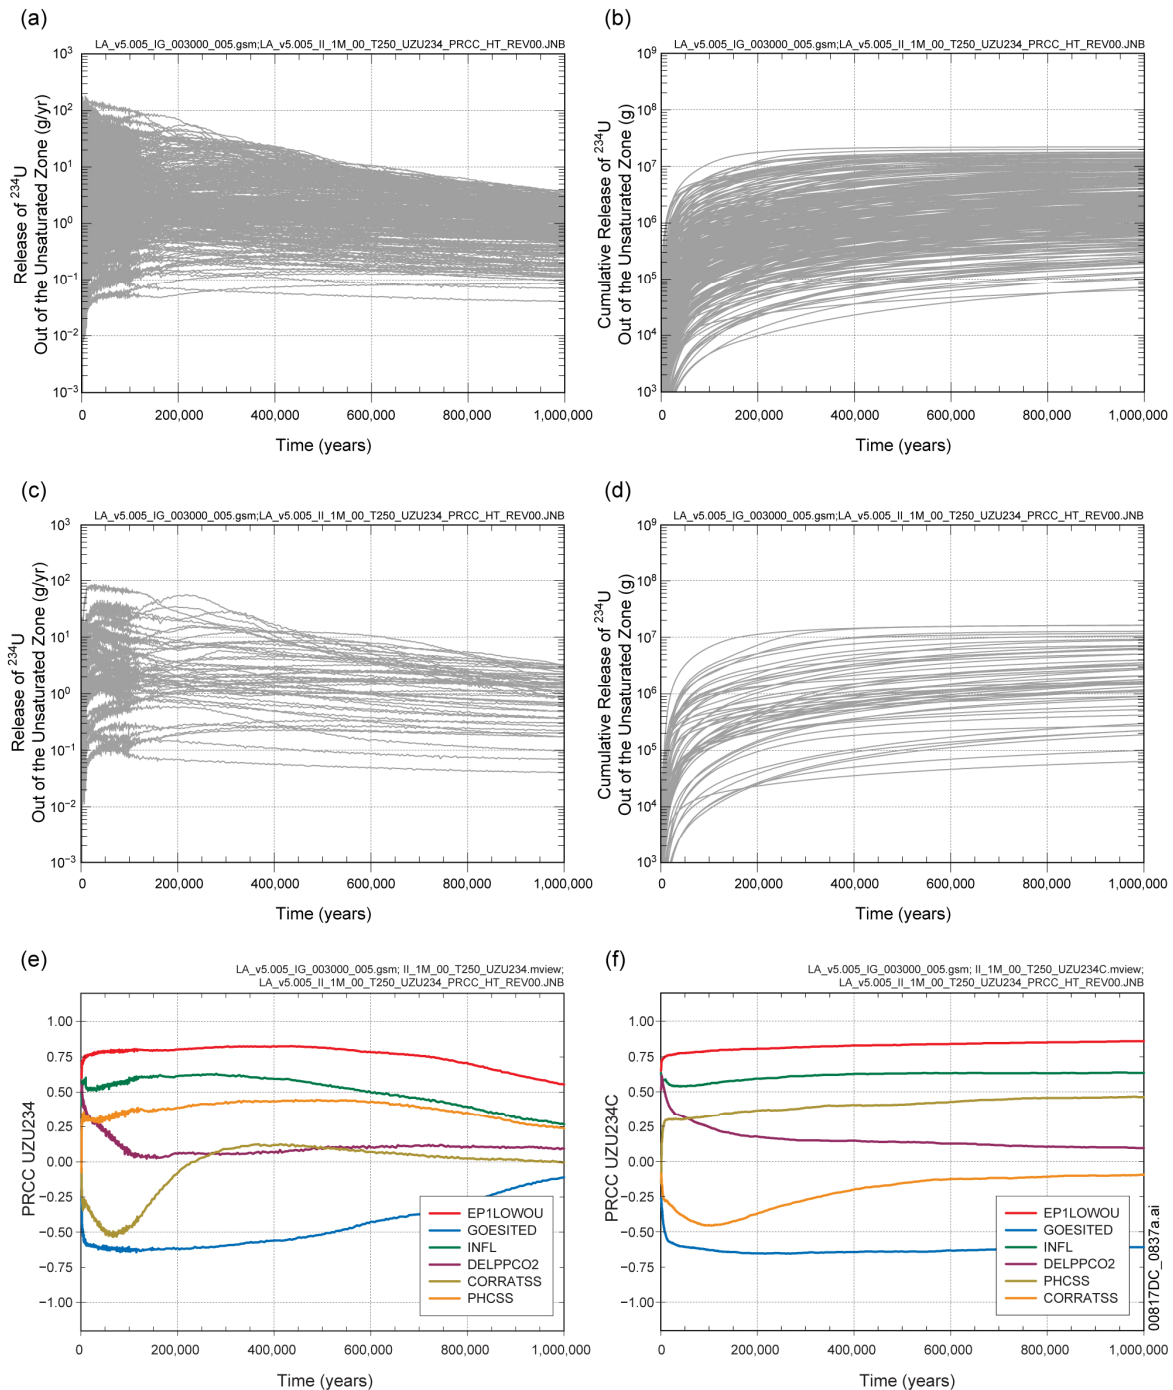 (a)
LA_v5.005_IG_003000_005.gsm;LA_v5.005_II_1M_00_T250_UZU234_PRCC_HT_REV00.JNB
Release of ²³⁴U
Out of the Unsaturated Zone (g/yr)
10³
10²
10¹
10⁰
10⁻¹
10⁻²
10⁻³
0 200,000 400,000 600,000 800,000 1,000,000
Time (years)
(b)
LA_v5.005_IG_003000_005.gsm;LA_v5.005_II_1M_00_T250_UZU234_PRCC_HT_REV00.JNB
Cumulative Release of ²³⁴U
Out of the Unsaturated Zone (g)
10⁹
10⁸
10⁷
10⁶
10⁵
10⁴
10³
0 200,000 400,000 600,000 800,000 1,000,000
Time (years)
(c)
LA_v5.005_IG_003000_005.gsm;LA_v5.005_II_1M_00_T250_UZU234_PRCC_HT_REV00.JNB
Release of ²³⁴U
Out of the Unsaturated Zone (g/yr)
10³
10²
10¹
10⁰
10⁻¹
10⁻²
10⁻³
0 200,000 400,000 600,000 800,000 1,000,000
Time (years)
(d)
LA_v5.005_IG_003000_005.gsm;LA_v5.005_II_1M_00_T250_UZU234_PRCC_HT_REV00.JNB
Cumulative Release of ²³⁴U
Out of the Unsaturated Zone (g)
10⁹
10⁸
10⁷
10⁶
10⁵
10⁴
10³
0 200,000 400,000 600,000 800,000 1,000,000
Time (years)
(e)
LA_v5.005_IG_003000_005.gsm; II_1M_00_T250_UZU234.mview;
LA_v5.005_II_1M_00_T250_UZU234_PRCC_HT_REV00.JNB
PRCC UZU234
1.00
0.75
0.50
0.25
0.00
−0.25
−0.50
−0.75
−1.00
EP1LOWOU
GOESITED
INFL
DELPPCO2
CORRATSS
PHCSS
0 200,000 400,000 600,000 800,000 1,000,000
Time (years)
(f)
LA_v5.005_IG_003000_005.gsm; II_1M_00_T250_UZU234C.mview;
LA_v5.005_II_1M_00_T250_UZU234_PRCC_HT_REV00.JNB
PRCC UZU234C
1.00
0.75
0.50
0.25
0.00
−0.25
−0.50
−0.75
−1.00
EP1LOWOU
GOESITED
INFL
DELPPCO2
PHCSS
CORRATSS
0 200,000 400,000 600,000 800,000 1,000,000
Time (years)
00817DC_0837a.ai